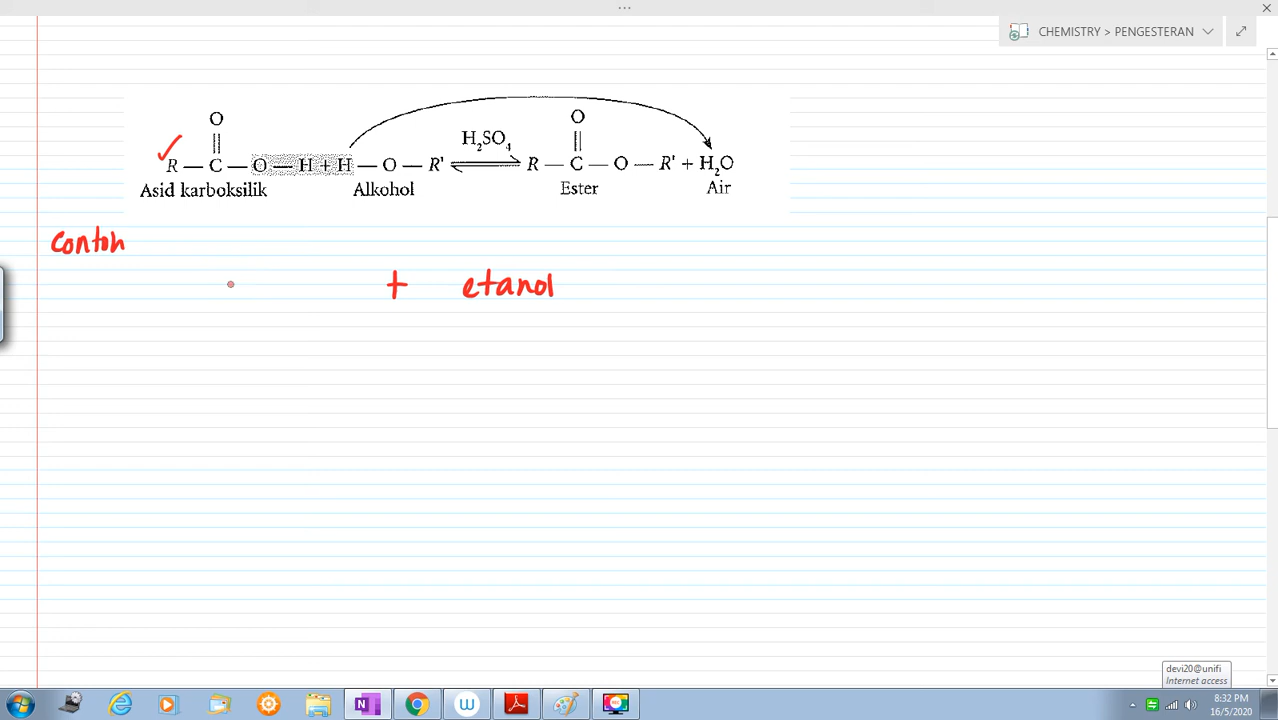 CHEMISTRY > PENGESTERAN
O
H₂SO₄
O
R — C — O — H + H — O — R' ⇌ R — C — O — R' + H₂O
Asid karboksilik Alkohol Ester Air
Contoh
+ etanol
devi20@unifi
Internet access
8:32 PM
16/5/2020